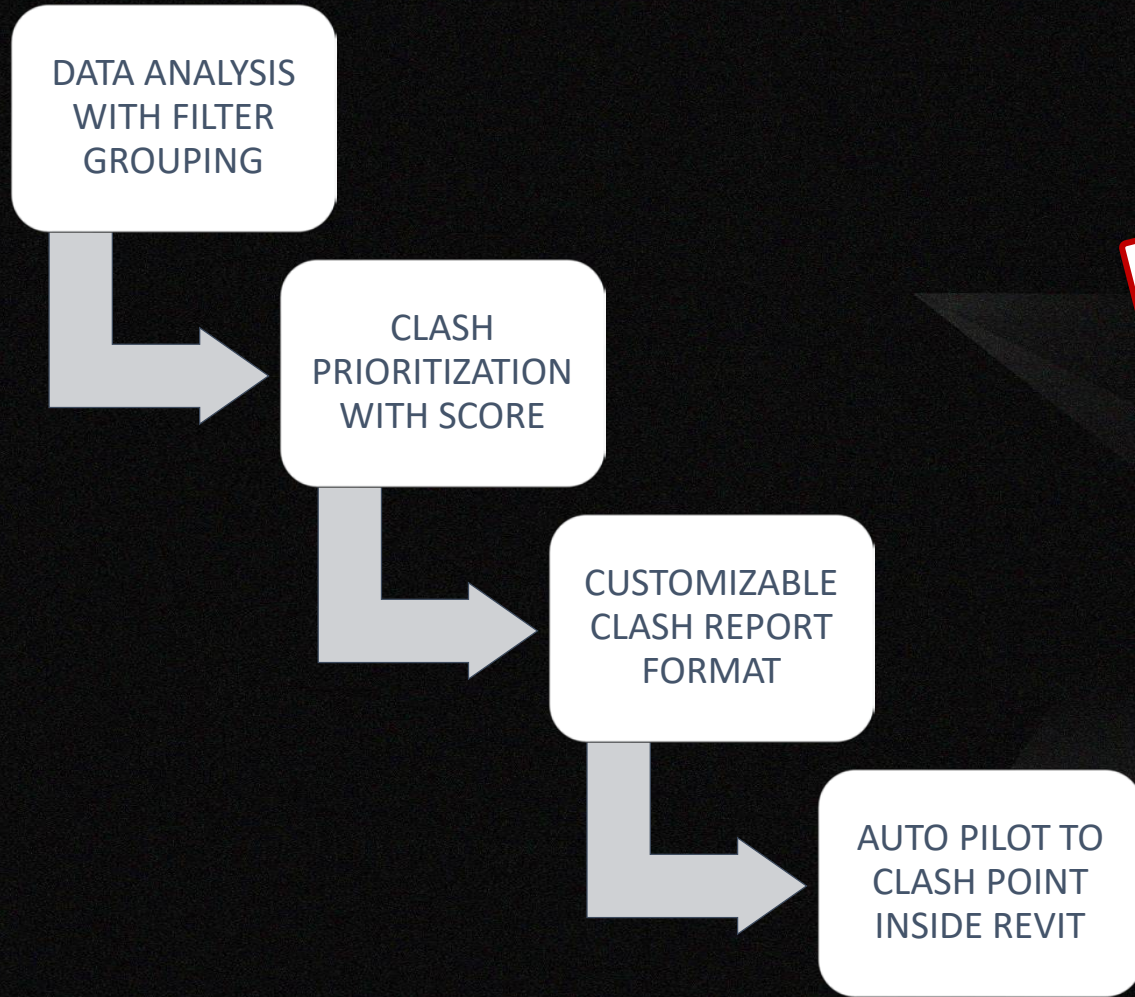 DATA ANALYSIS
WITH FILTER
GROUPING
CLASH
PRIORITIZATION
WITH SCORE
CUSTOMIZABLE
CLASH REPORT
FORMAT
AUTO PILOT TO
CLASH POINT
INSIDE REVIT